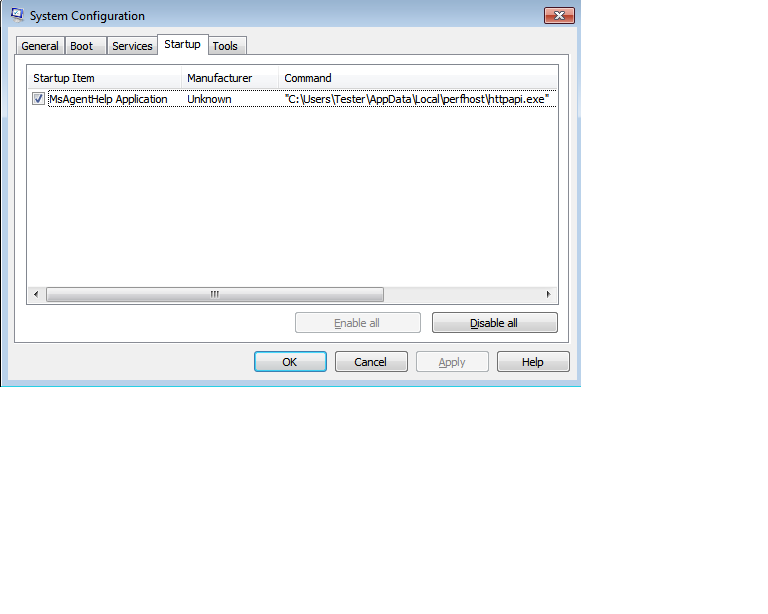 System Configuration
General Boot Services Startup Tools
Startup Item Manufacturer Command
MsAgentHelp Application Unknown "C:\Users\Tester\AppData\Local\perfhost\httpapi.exe"
Enable all Disable all
OK Cancel Apply Help